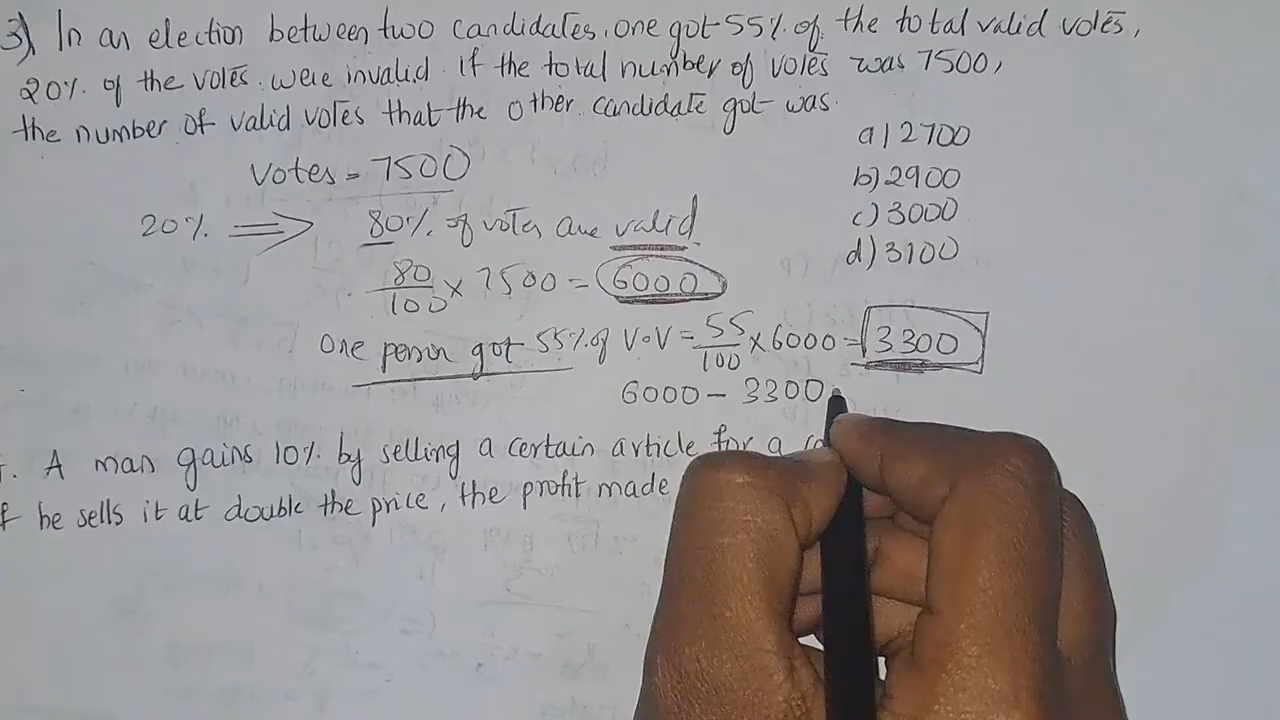 3) In an election between two candidates, one got 55% of the total valid votes,
20% of the votes were invalid. If the total number of votes was 7500,
the number of valid votes that the other candidate got was.
a) 2700
b) 2900
c) 3000
d) 3100
Votes = 7500
20% ⟹ 80% of votes are valid
80/100 × 7500 = 6000
One person got 55% of V.V = 55/100 × 6000 = 3300
6000 - 3300
. A man gains 10% by selling a certain article for a
f he sells it at double the price, the profit made